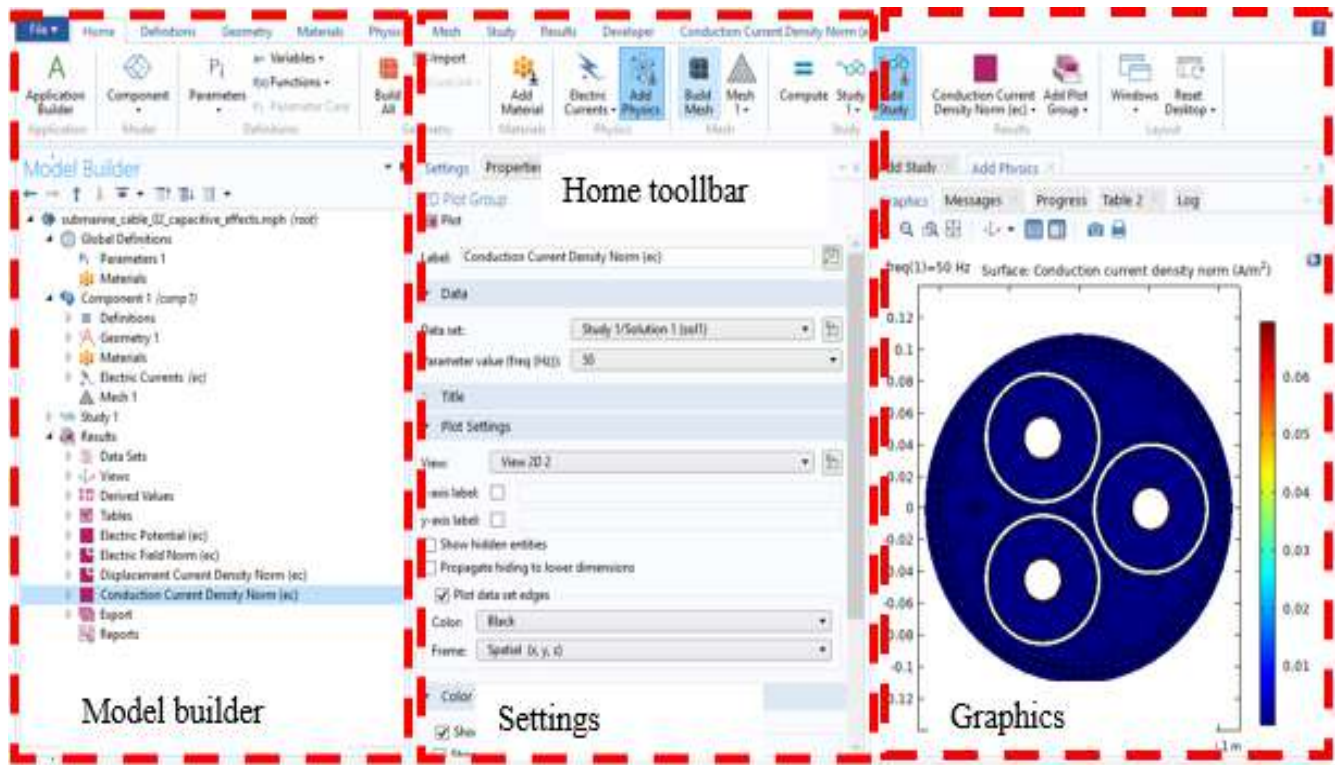 File Home Definitions Geometry Materials Physics Mesh Study Results Developer Conduction Current Density Norm (e
Application Builder
Component
Parameters
a= Variables
f(x) Functions
Pi Parameter Case
Build All
Import
Add Material
Electric Currents
Add Physics
Build Mesh
Mesh 1
Compute
Study 1
Add Study
Conduction Current Density Norm (ec)
Add Plot Group
Windows
Reset Desktop
Application Model Definitions Geometry Materials Physics Mesh Study Results Layout
Model Builder
submarine_cable_02_capacitive_effects.mph (root)
Global Definitions
Pi Parameters 1
Materials
Component 1 (comp 1)
Definitions
Geometry 1
Materials
Electric Currents (ec)
Mesh 1
Study 1
Results
Data Sets
Views
Derived Values
Tables
Electric Potential (ec)
Electric Field Norm (ec)
Displacement Current Density Norm (ec)
Conduction Current Density Norm (ec)
Export
Reports
Model builder
Settings Properties
Home toollbar
2D Plot Group
Plot
Label: Conduction Current Density Norm (ec)
Data
Data set: Study 1/Solution 1 (sol1)
Parameter value (freq (Hz)): 50
Title
Plot Settings
View: View 2D 2
x-axis label:
y-axis label:
Show hidden entities
Propagate hiding to lower dimensions
Plot data set edges
Color: Black
Frame: Spatial (x, y, z)
Color
Settings
Add Study Add Physics
Graphics Messages Progress Table 2 Log
freq(1)=50 Hz Surface: Conduction current density norm (A/m²)
0.12
0.1
0.08
0.06
0.04
0.02
0
-0.02
-0.04
-0.06
-0.08
-0.1
-0.12
0.06
0.05
0.04
0.03
0.02
0.01
Graphics